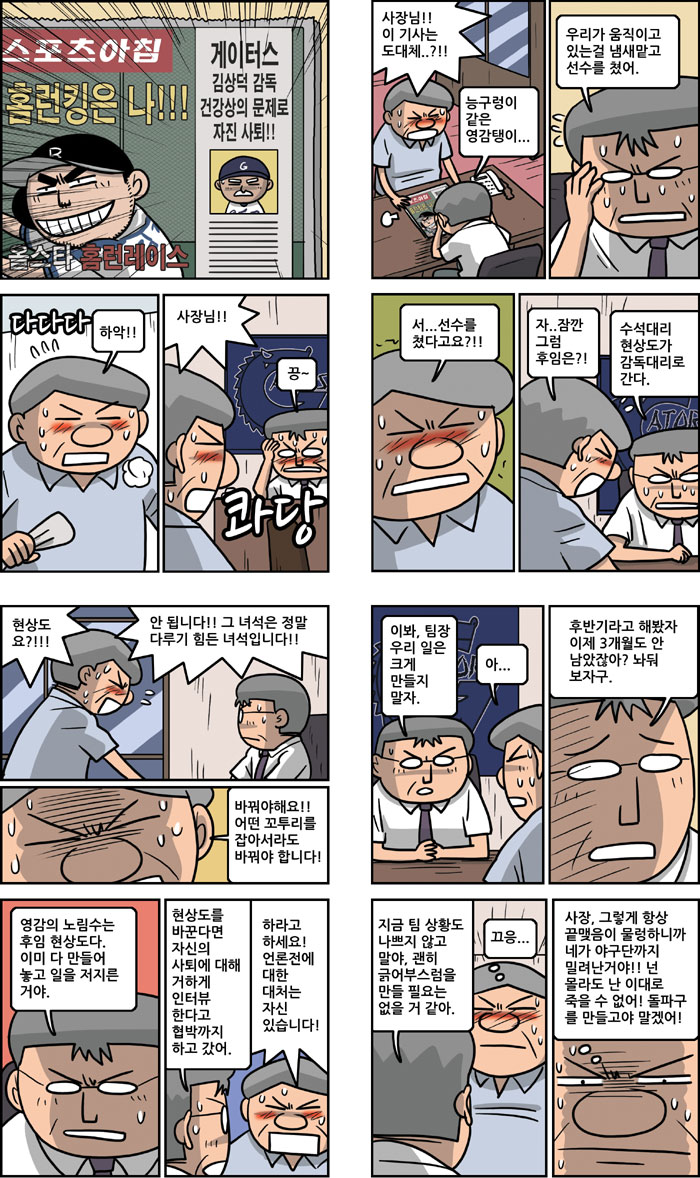 스포츠아침
홈런킹은 나!!!
게이터스
김상덕 감독
건강상의 문제로
자진 사퇴!!
R
G
올스타 홈런레이스
사장님!!
이 기사는
도대체..?!!
능구렁이
같은
영감탱이...
우리가 움직이고
있는걸 냄새맡고
선수를 쳤어.
다다다
하악!!
사장님!!
끙~
콰당
서...선수를
쳤다고요?!!
자..잠깐
그럼
후임은?!
수석대리
현상도가
감독대리로
간다.
현상도
요?!!!
안 됩니다!! 그 녀석은 정말
다루기 힘든 녀석입니다!!
바꿔야해요!!
어떤 꼬투리를
잡아서라도
바꿔야 합니다!
이봐, 팀장
우리 일은
크게
만들지
말자.
아...
후반기라고 해봤자
이제 3개월도 안
남았잖아? 놔둬
보자구.
영감의 노림수는
후임 현상도다.
이미 다 만들어
놓고 일을 저지른
거야.
현상도를
바꾼다면
자신의
사퇴에 대해
거하게
인터뷰
한다고
협박까지
하고 갔어.
하라고
하세요!
언론전에
대한
대처는
자신
있습니다!
지금 팀 상황도
나쁘지 않고
말야, 괜히
긁어부스럼을
만들 필요는
없을 거 같아.
끄응...
사장, 그렇게 항상
끝맺음이 물렁하니까
네가 야구단까지
밀려난거야!! 넌
몰라도 난 이대로
죽을 수 없어! 돌파구
를 만들고야 말겠어!